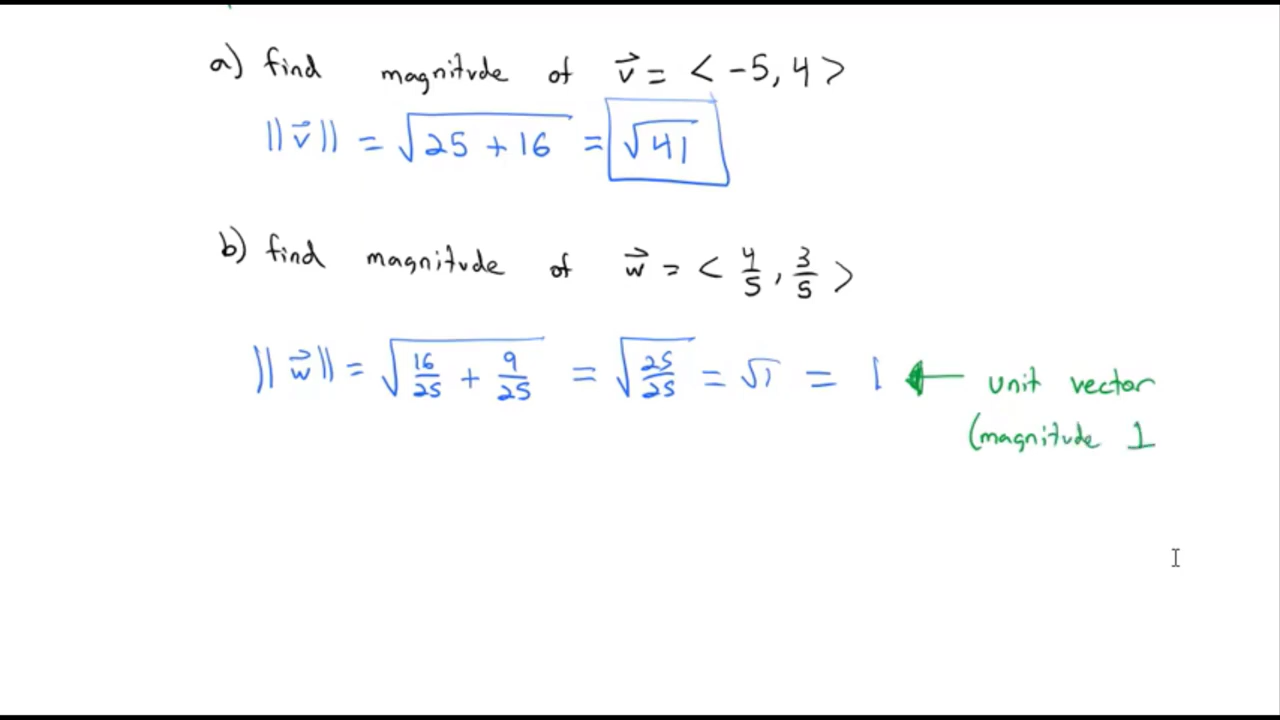 a) find magnitude of v⃗ = < -5, 4 >
||v⃗|| = √(25 + 16) = √41
b) find magnitude of w⃗ = < 4/5, 3/5 >
||w⃗|| = √(16/25 + 9/25) = √(25/25) = √1 = 1 ← unit vector
(magnitude 1